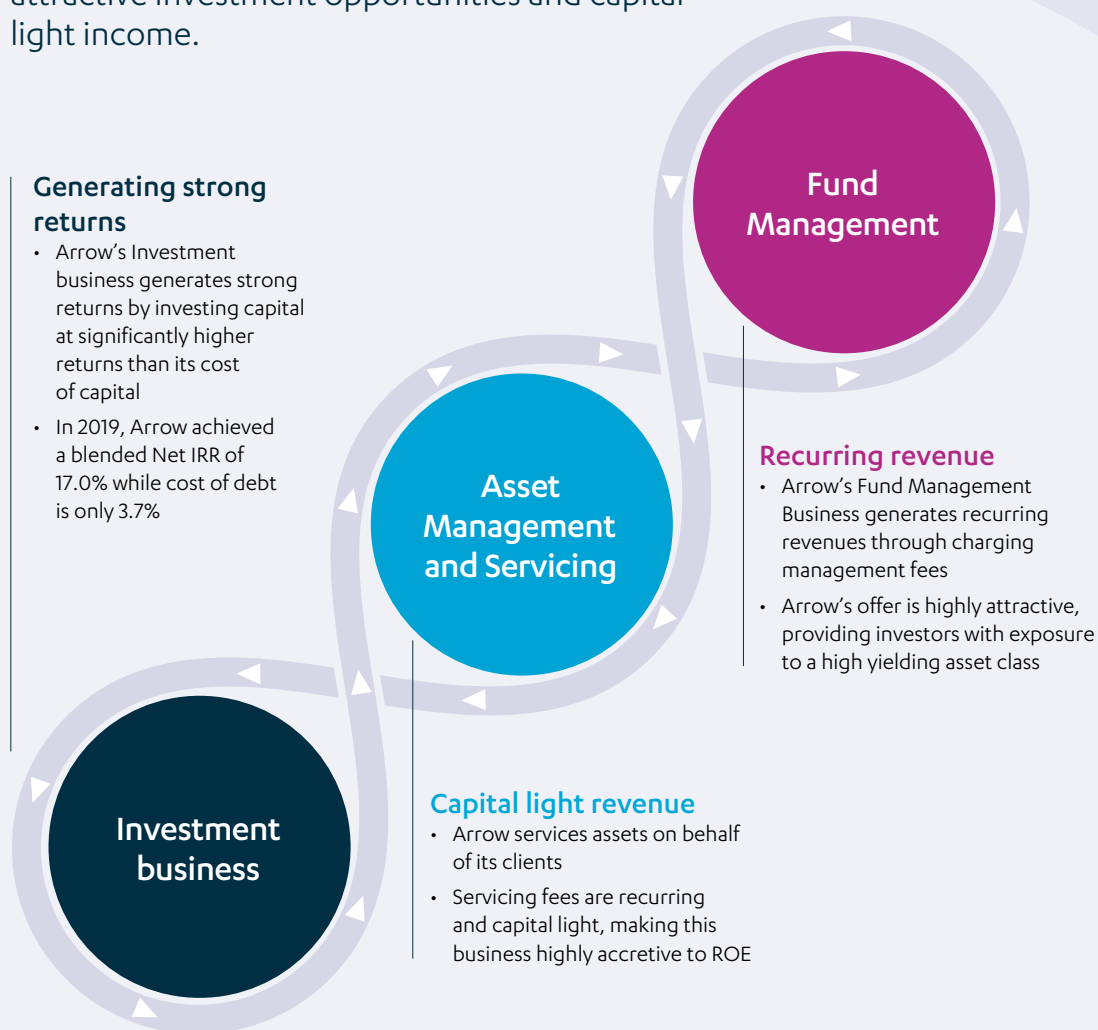 attractive investment opportunities and capital
light income.
Generating strong
returns
• Arrow’s Investment
business generates strong
returns by investing capital
at significantly higher
returns than its cost
of capital
• In 2019, Arrow achieved
a blended Net IRR of
17.0% while cost of debt
is only 3.7%
Fund
Management
Asset
Management
and Servicing
Recurring revenue
• Arrow’s Fund Management
Business generates recurring
revenues through charging
management fees
• Arrow’s offer is highly attractive,
providing investors with exposure
to a high yielding asset class
Investment
business
Capital light revenue
• Arrow services assets on behalf
of its clients
• Servicing fees are recurring
and capital light, making this
business highly accretive to ROE